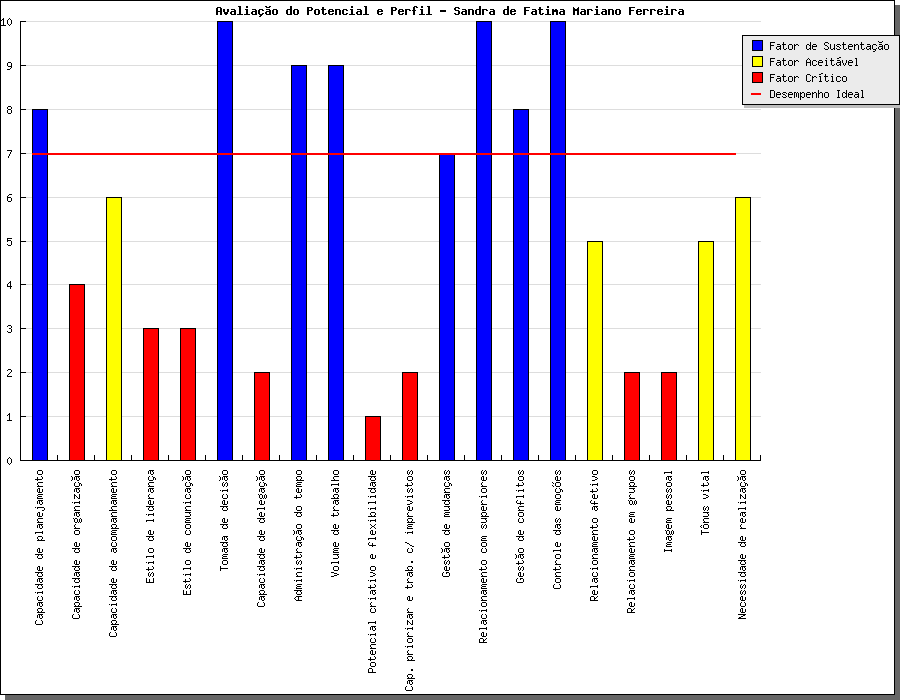 Avaliação do Potencial e Perfil - Sandra de Fatima Mariano Ferreira
Fator de Sustentação
Fator Aceitável
Fator Crítico
Desempenho Ideal
10
9
8
7
6
5
4
3
2
1
0
Capacidade de planejamento
Capacidade de organização
Capacidade de acompanhamento
Estilo de liderança
Estilo de comunicação
Tomada de decisão
Capacidade de delegação
Administração do tempo
Volume de trabalho
Potencial criativo e flexibilidade
Cap. priorizar e trab. c/ imprevistos
Gestão de mudanças
Relacionamento com superiores
Gestão de conflitos
Controle das emoções
Relacionamento afetivo
Relacionamento em grupos
Imagem pessoal
Tônus vital
Necessidade de realização